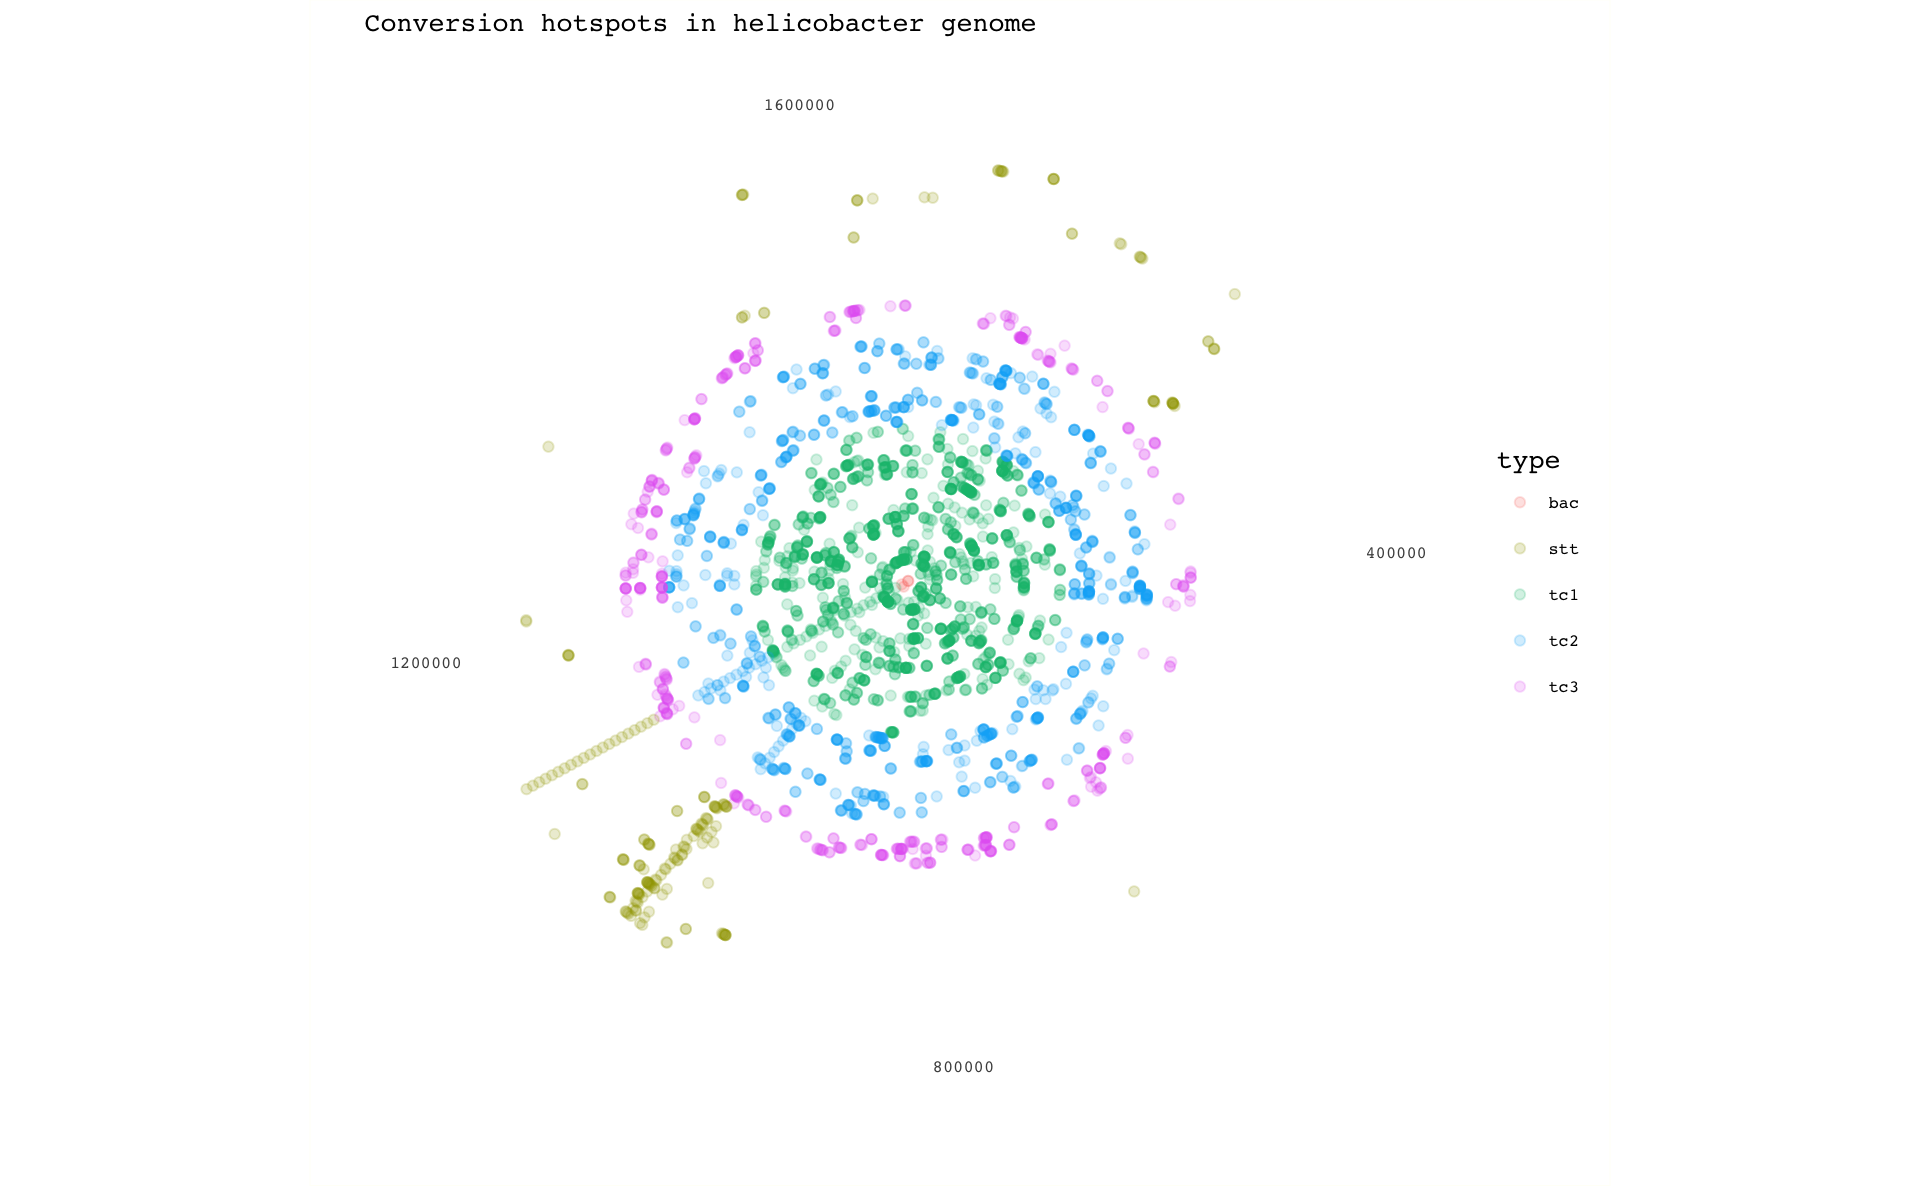 Conversion hotspots in helicobacter genome
1600000
type
bac
stt
400000
tc1
tc2
1200000
tc3
800000